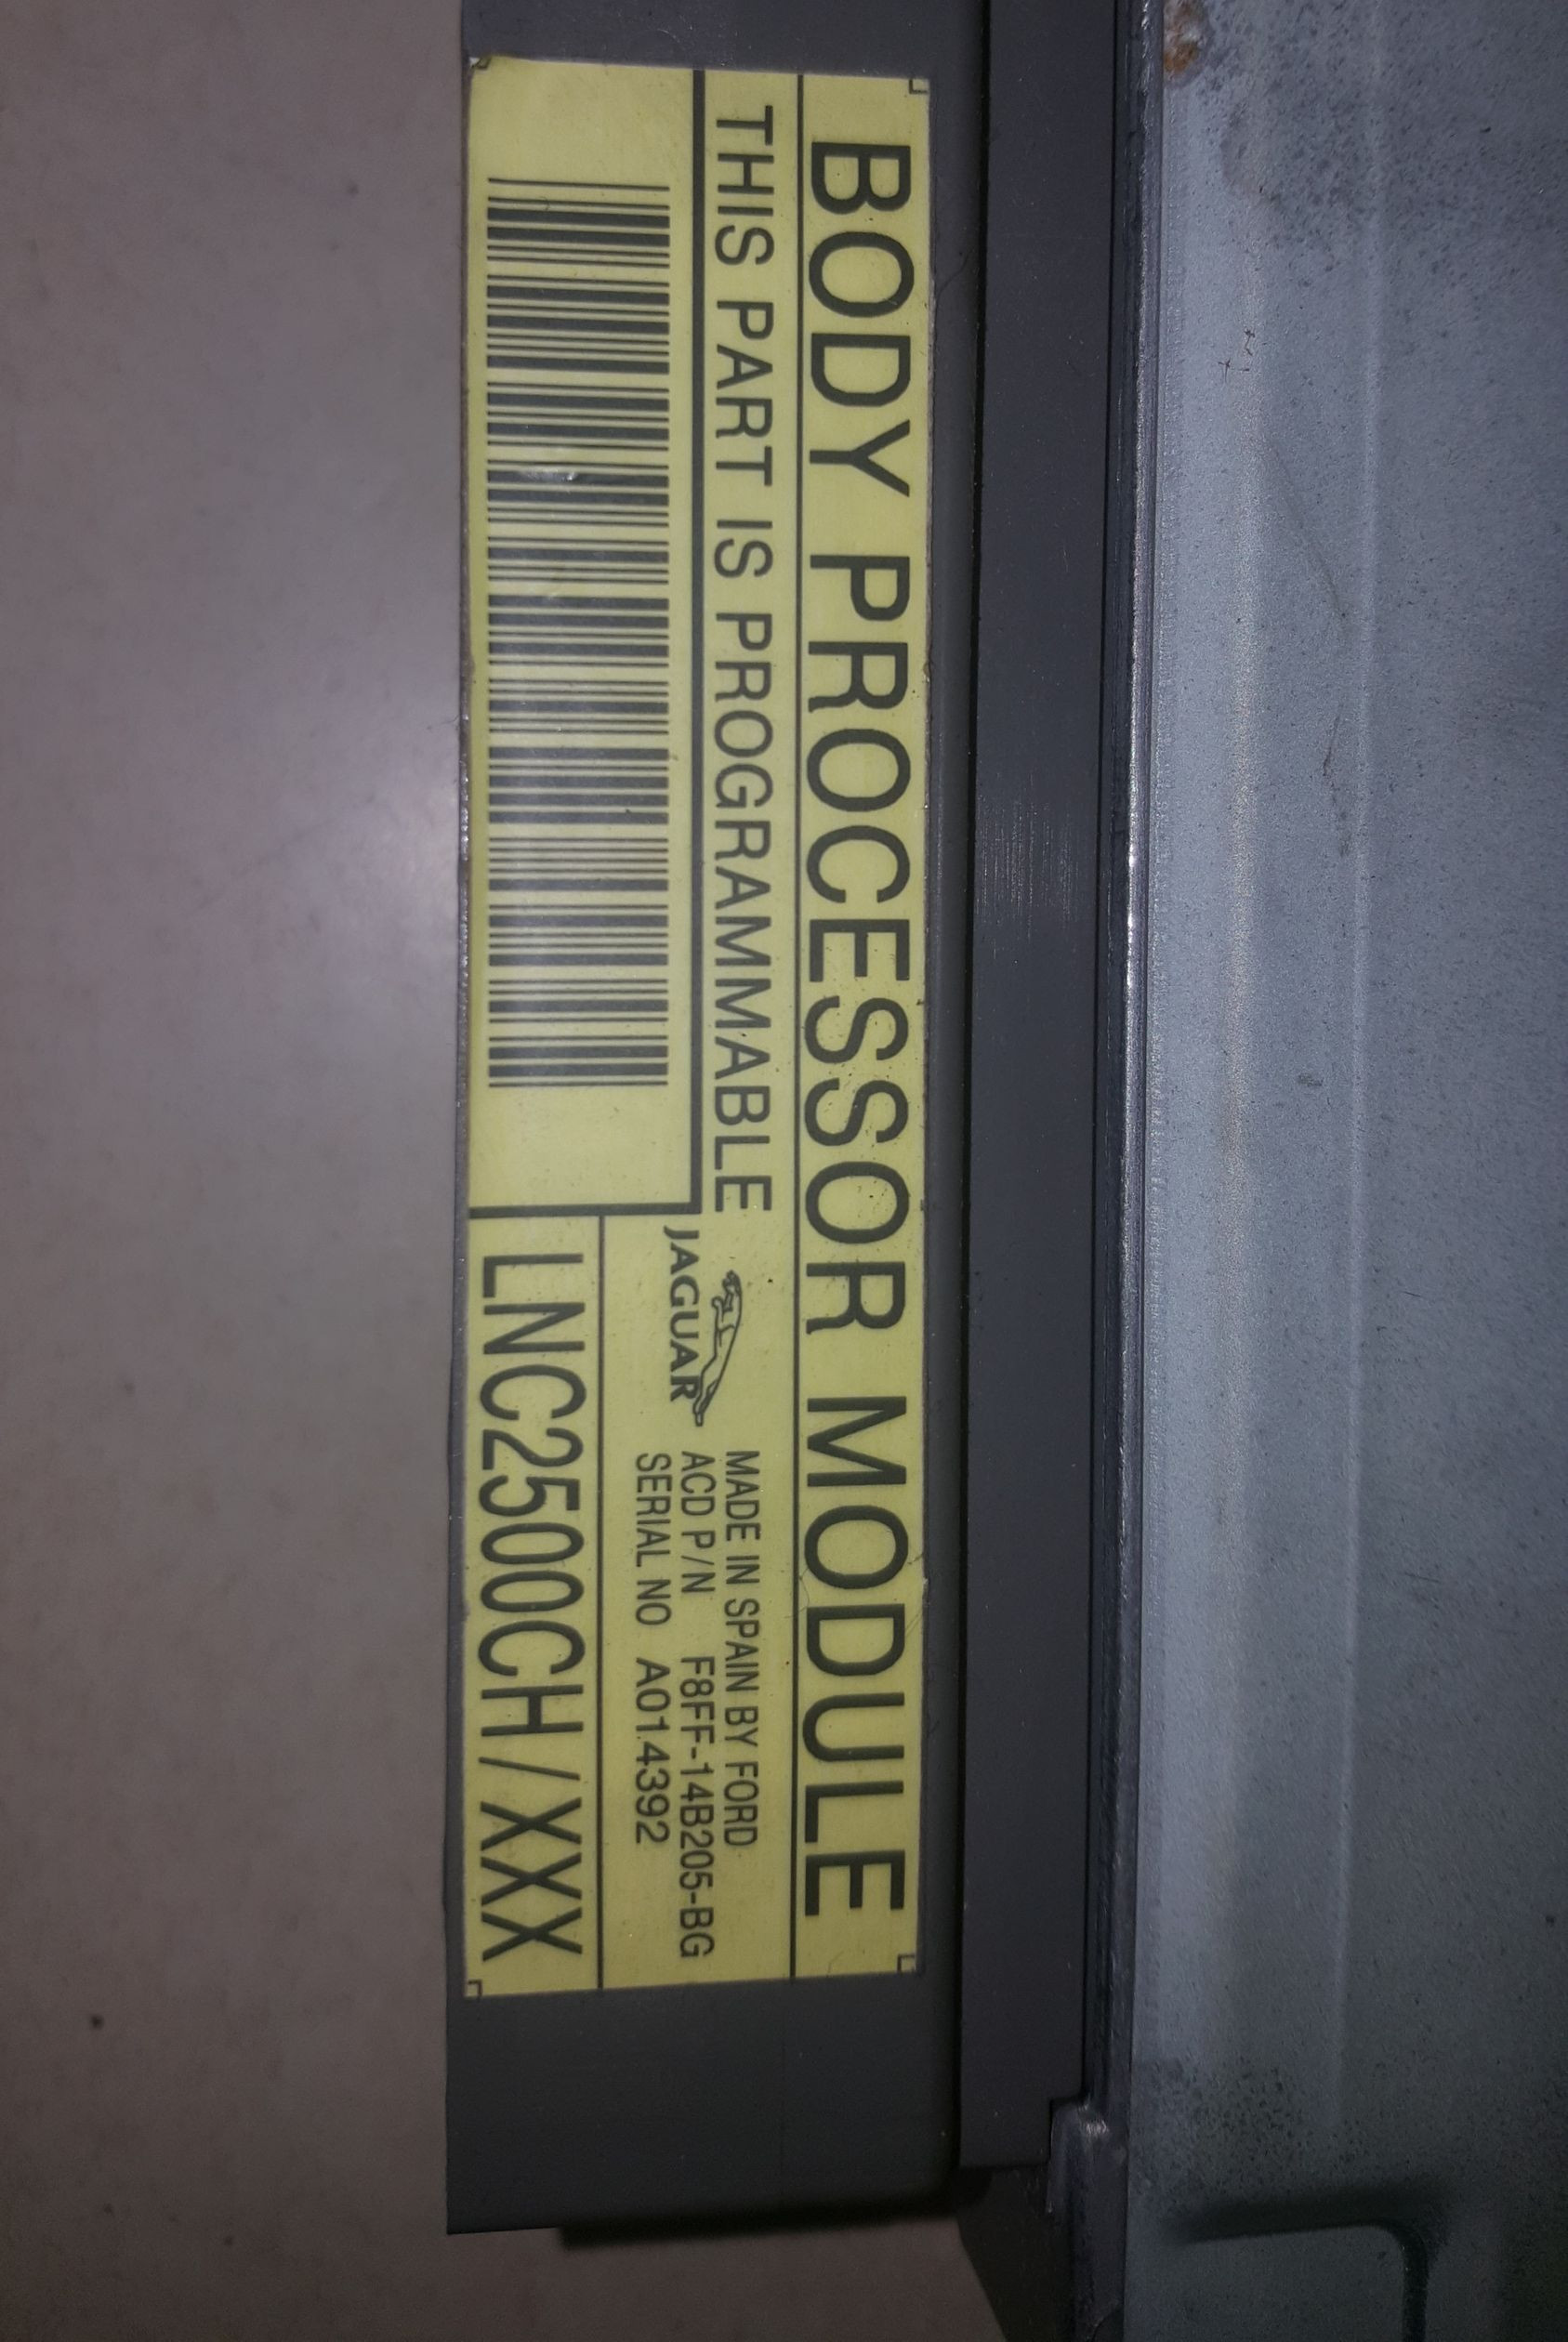 BODY PROCESSOR MODULE
THIS PART IS PROGRAMMABLE
JAGUAR
MADE IN SPAIN BY FORD
ACD P/N F8FF-14B205-BG
SERIAL NO A014392
LNC2500CH/XXX